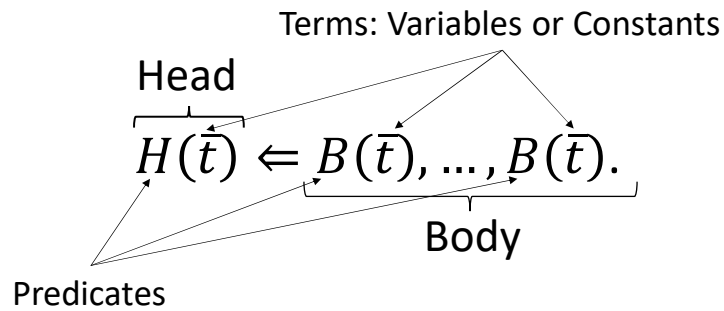 Terms: Variables or Constants
Head
H(t̅) ⇐ B(t̅), … , B(t̅).
Body
Predicates